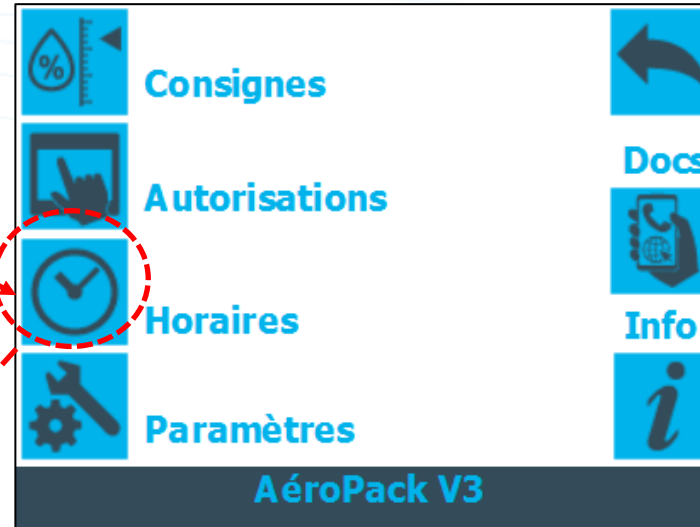 %
Consignes
Autorisations
Docs
Horaires
Info
Paramètres
i
AéroPack V3